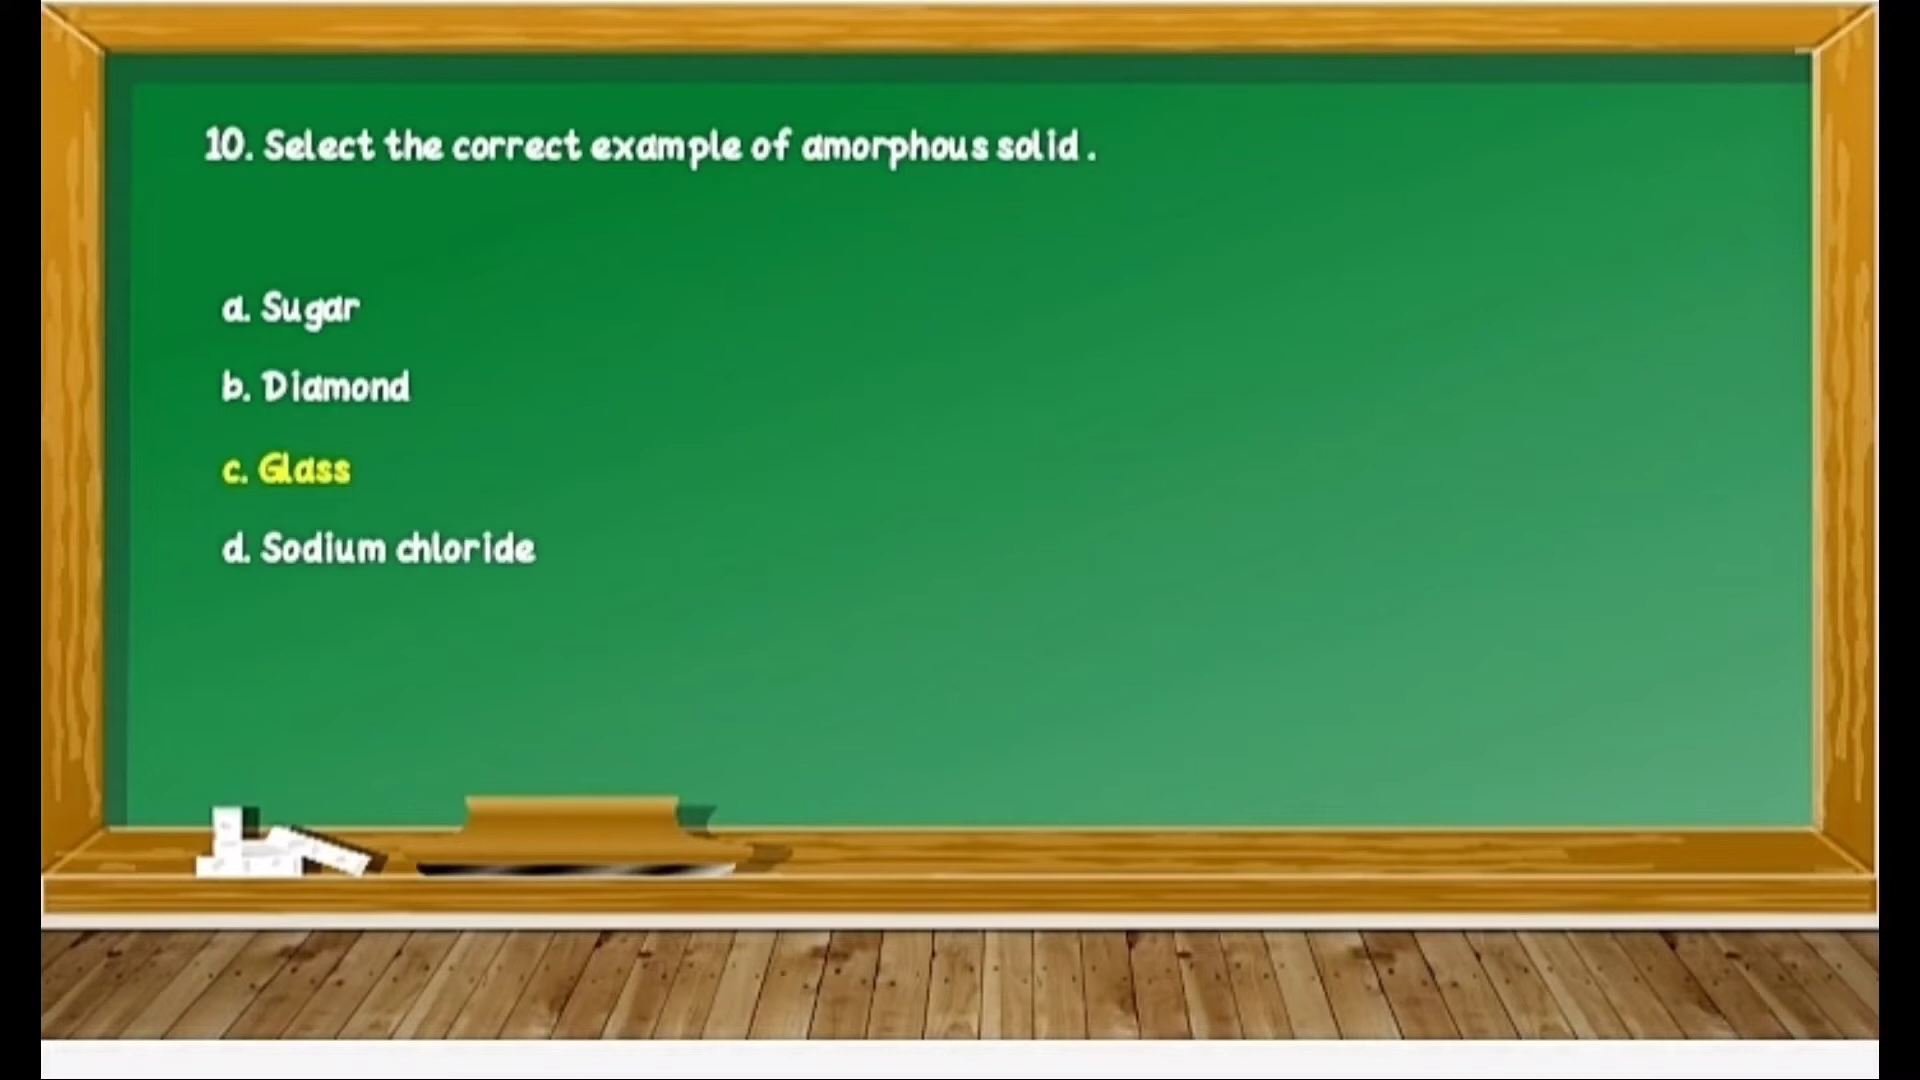 10. Select the correct example of amorphous solid .
a. Sugar
b. Diamond
c. Glass
d. Sodium chloride